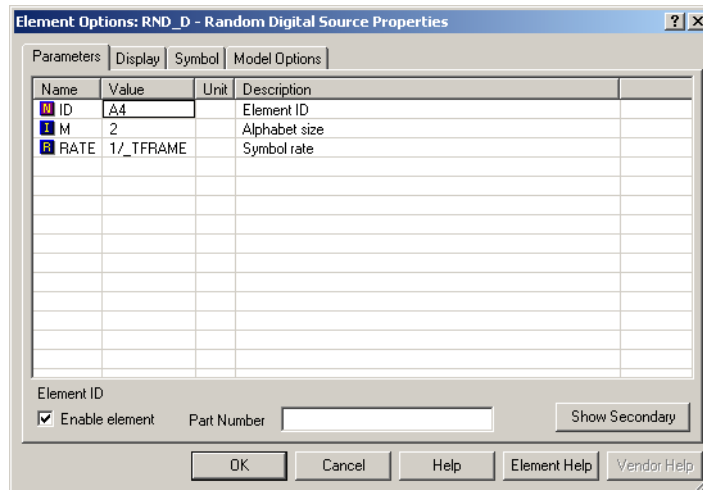 Element Options: RND_D - Random Digital Source Properties
Parameters Display Symbol Model Options
Name Value Unit Description
N ID A4 Element ID
I M 2 Alphabet size
R RATE 1/_TFRAME Symbol rate
Element ID
Enable element Part Number Show Secondary
OK Cancel Help Element Help Vendor Help